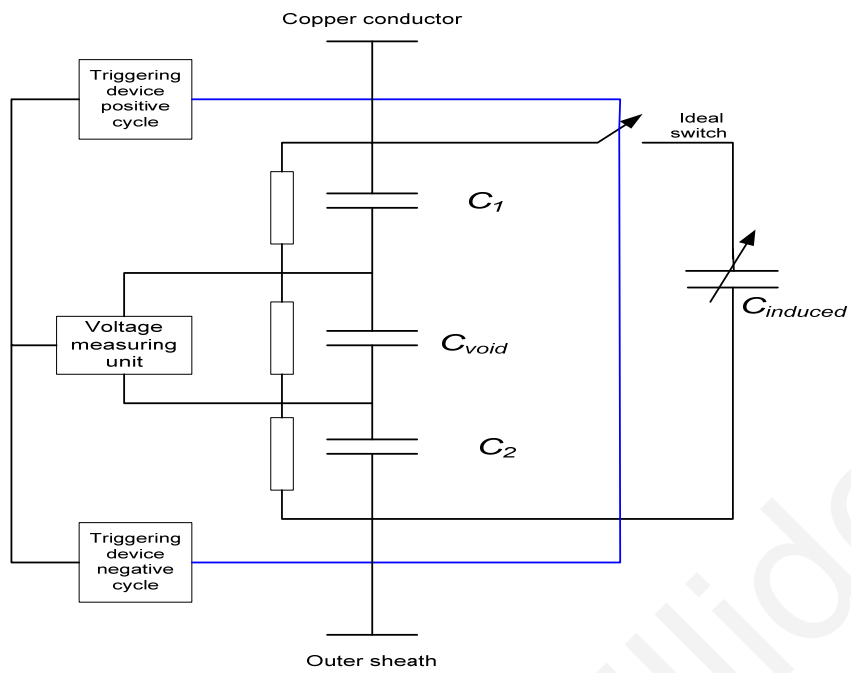 Copper conductor
Triggering
device
positive
cycle
Ideal
switch
C1
Voltage
measuring
unit
Cvoid
Cinduced
C2
Triggering
device
negative
cycle
Outer sheath